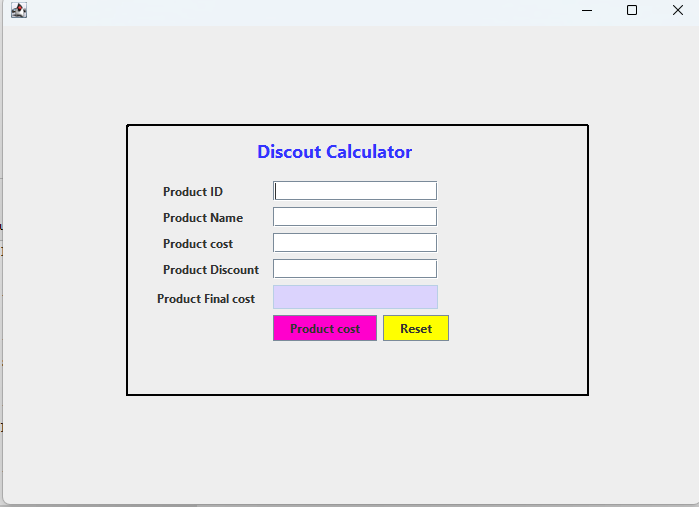 Discout Calculator
Product ID
Product Name
Product cost
Product Discount
Product Final cost
Product cost Reset